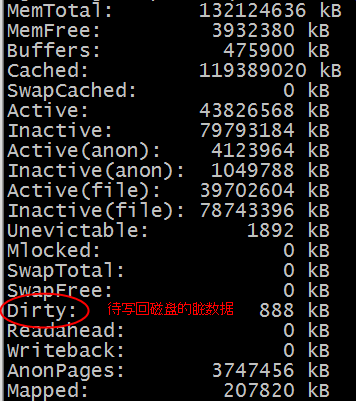 MemTotal: 132124636 kB
MemFree: 3932380 kB
Buffers: 475900 kB
Cached: 119389020 kB
SwapCached: 0 kB
Active: 43826568 kB
Inactive: 79793184 kB
Active(anon): 4123964 kB
Inactive(anon): 1049788 kB
Active(file): 39702604 kB
Inactive(file): 78743396 kB
Unevictable: 1892 kB
Mlocked: 0 kB
SwapTotal: 0 kB
SwapFree: 0 kB
Dirty: 待写回磁盘的脏数据 888 kB
Readahead: 0 kB
Writeback: 0 kB
AnonPages: 3747456 kB
Mapped: 207820 kB